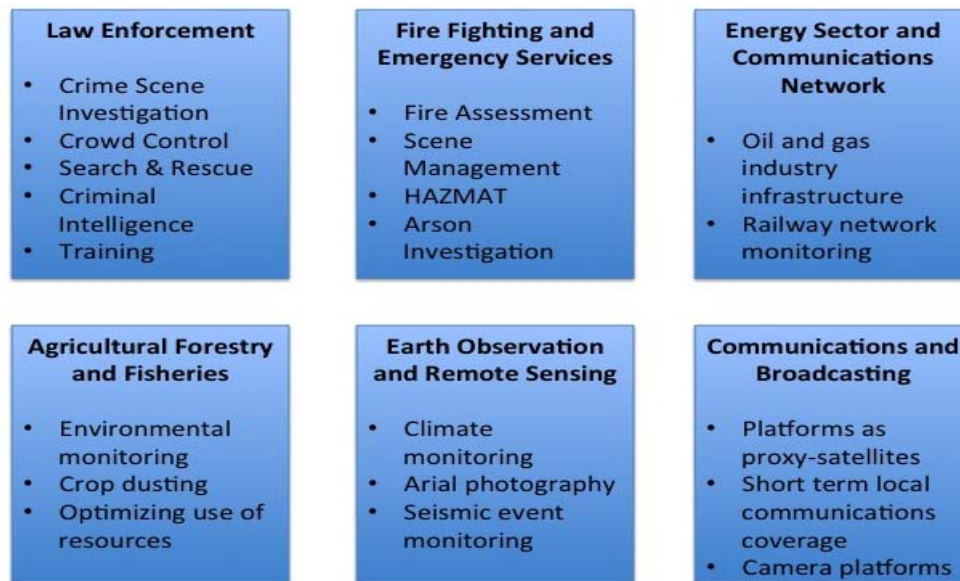 Law Enforcement
• Crime Scene
Investigation
• Crowd Control
• Search & Rescue
• Criminal
Intelligence
• Training
Fire Fighting and
Emergency Services
• Fire Assessment
• Scene
Management
• HAZMAT
• Arson
Investigation
Energy Sector and
Communications
Network
• Oil and gas
industry
infrastructure
• Railway network
monitoring
Agricultural Forestry
and Fisheries
• Environmental
monitoring
• Crop dusting
• Optimizing use of
resources
Earth Observation
and Remote Sensing
• Climate
monitoring
• Arial photography
• Seismic event
monitoring
Communications and
Broadcasting
• Platforms as
proxy-satellites
• Short term local
communications
coverage
• Camera platforms